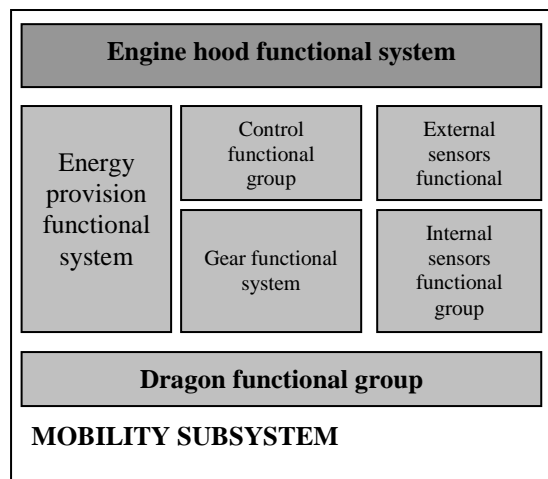 Engine hood functional system
Energy
provision
functional
system
Control
functional
group
External
sensors
functional
Gear functional
system
Internal
sensors
functional
group
Dragon functional group
MOBILITY SUBSYSTEM